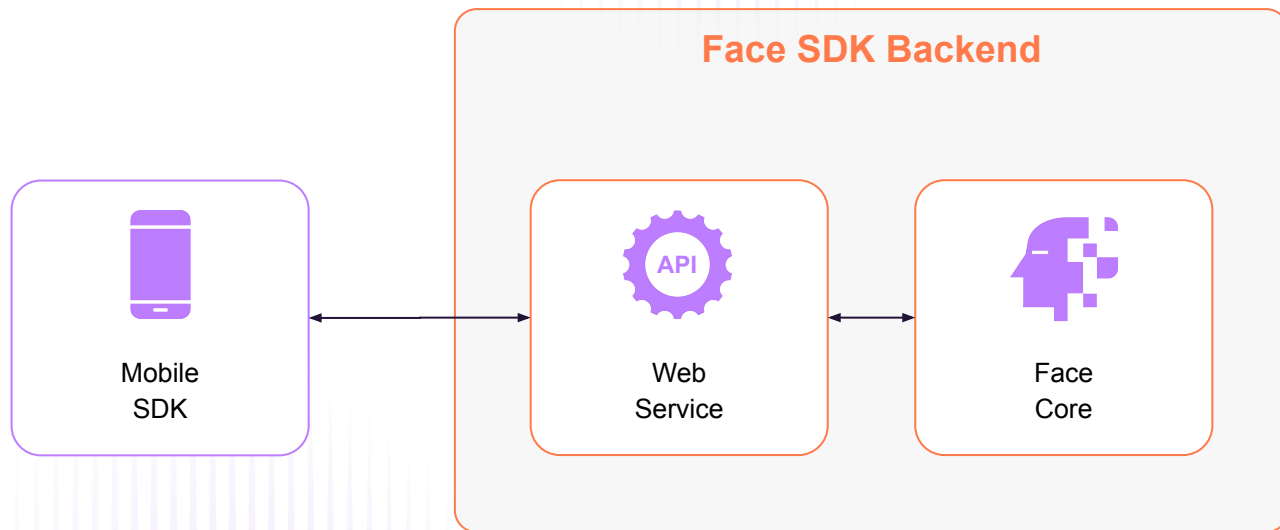 Face SDK Backend
Mobile
SDK
API
Web
Service
Face
Core